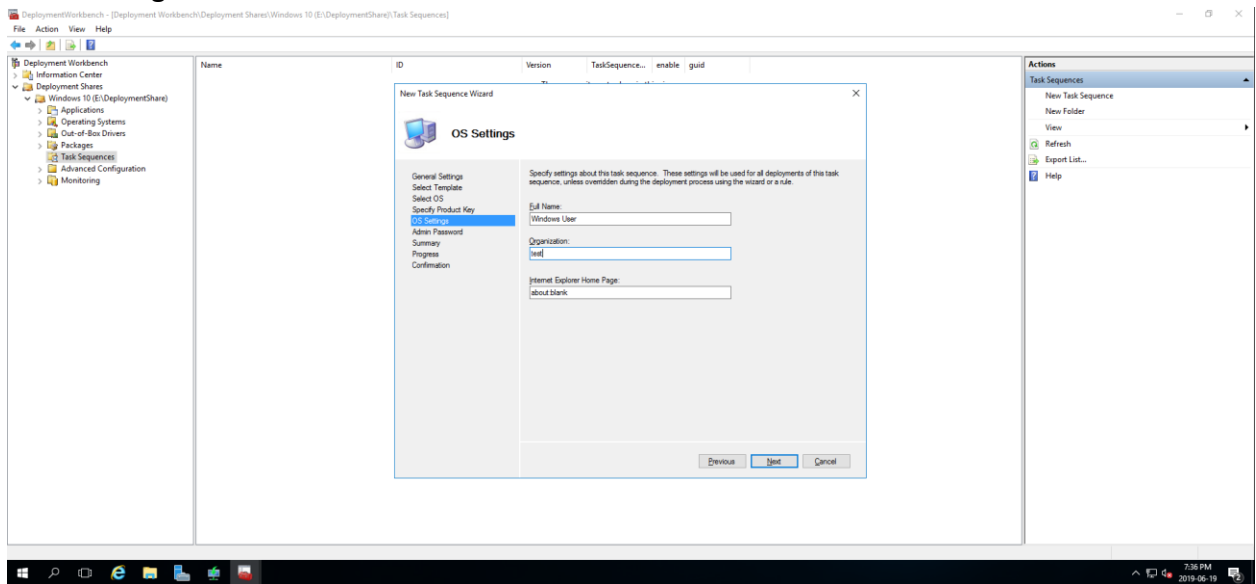 DeploymentWorkbench - [Deployment Workbench\Deployment Shares\Windows 10 (E:\DeploymentShare)\Task Sequences]
File Action View Help
Deployment Workbench
Information Center
Deployment Shares
Windows 10 (E:\DeploymentShare)
Applications
Operating Systems
Out-of-Box Drivers
Packages
Task Sequences
Advanced Configuration
Monitoring
Name ID Version TaskSequence... enable guid
New Task Sequence Wizard
OS Settings
General Settings
Select Template
Select OS
Specify Product Key
OS Settings
Admin Password
Summary
Progress
Confirmation
Specify settings about this task sequence. These settings will be used for all deployments of this task
sequence, unless overridden during the deployment process using the wizard or a rule.
Full Name:
Windows User
Organization:
test
Internet Explorer Home Page:
about:blank
Previous Next Cancel
Actions
Task Sequences
New Task Sequence
New Folder
View
Refresh
Export List...
Help
7:36 PM
2019-06-19